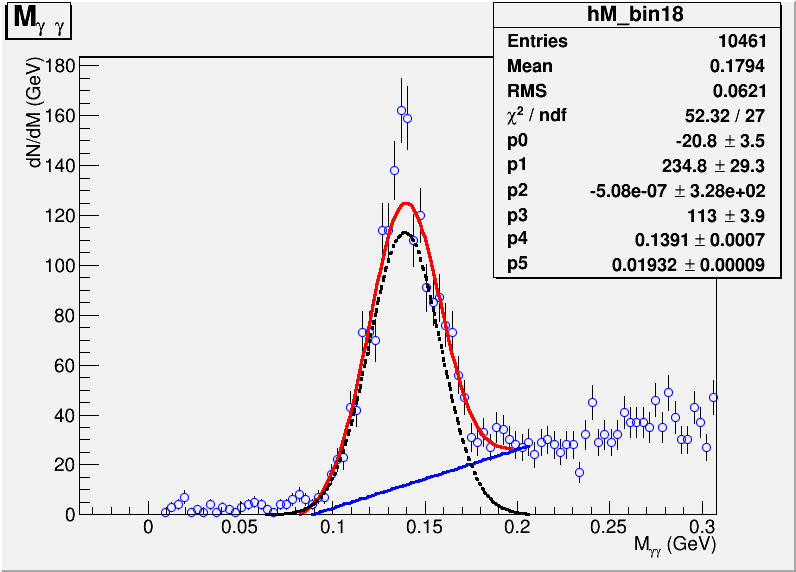 M_γ γ
hM_bin18
Entries 10461
Mean 0.1794
RMS 0.0621
χ² / ndf 52.32 / 27
p0 -20.8 ± 3.5
p1 234.8 ± 29.3
p2 -5.08e-07 ± 3.28e+02
p3 113 ± 3.9
p4 0.1391 ± 0.0007
p5 0.01932 ± 0.00009
dN/dM (GeV)
180
160
140
120
100
80
60
40
20
0
0 0.05 0.1 0.15 0.2 0.25 0.3
M_γγ (GeV)